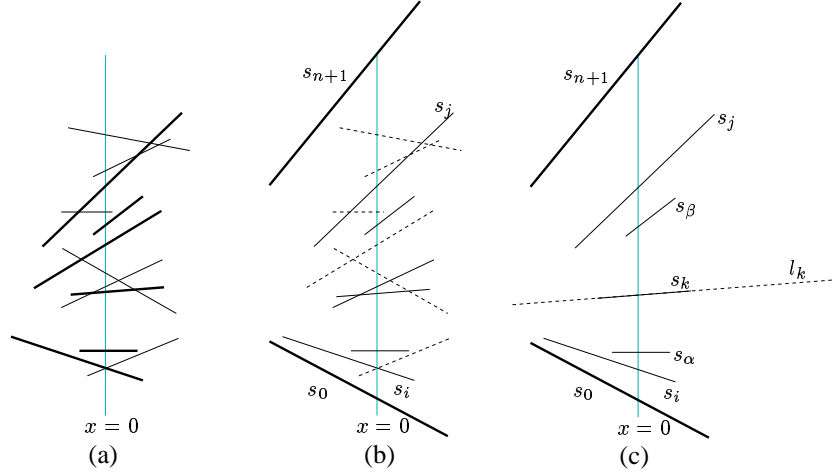 s_{n+1}
s_j
x = 0
s_0
s_i
s_{n+1}
s_j
s_β
s_k
l_k
s_α
s_0
s_i
x = 0
x = 0
(a)
(b)
(c)